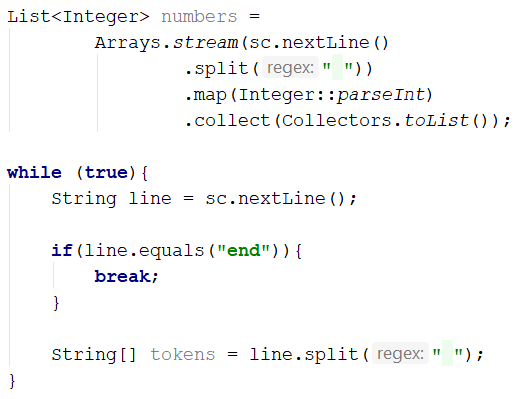 List<Integer> numbers =
        Arrays.stream(sc.nextLine()
                .split( regex: " "))
                .map(Integer::parseInt)
                .collect(Collectors.toList());

while (true){
    String line = sc.nextLine();

    if(line.equals("end")){
        break;
    }

    String[] tokens = line.split( regex: " ");
}